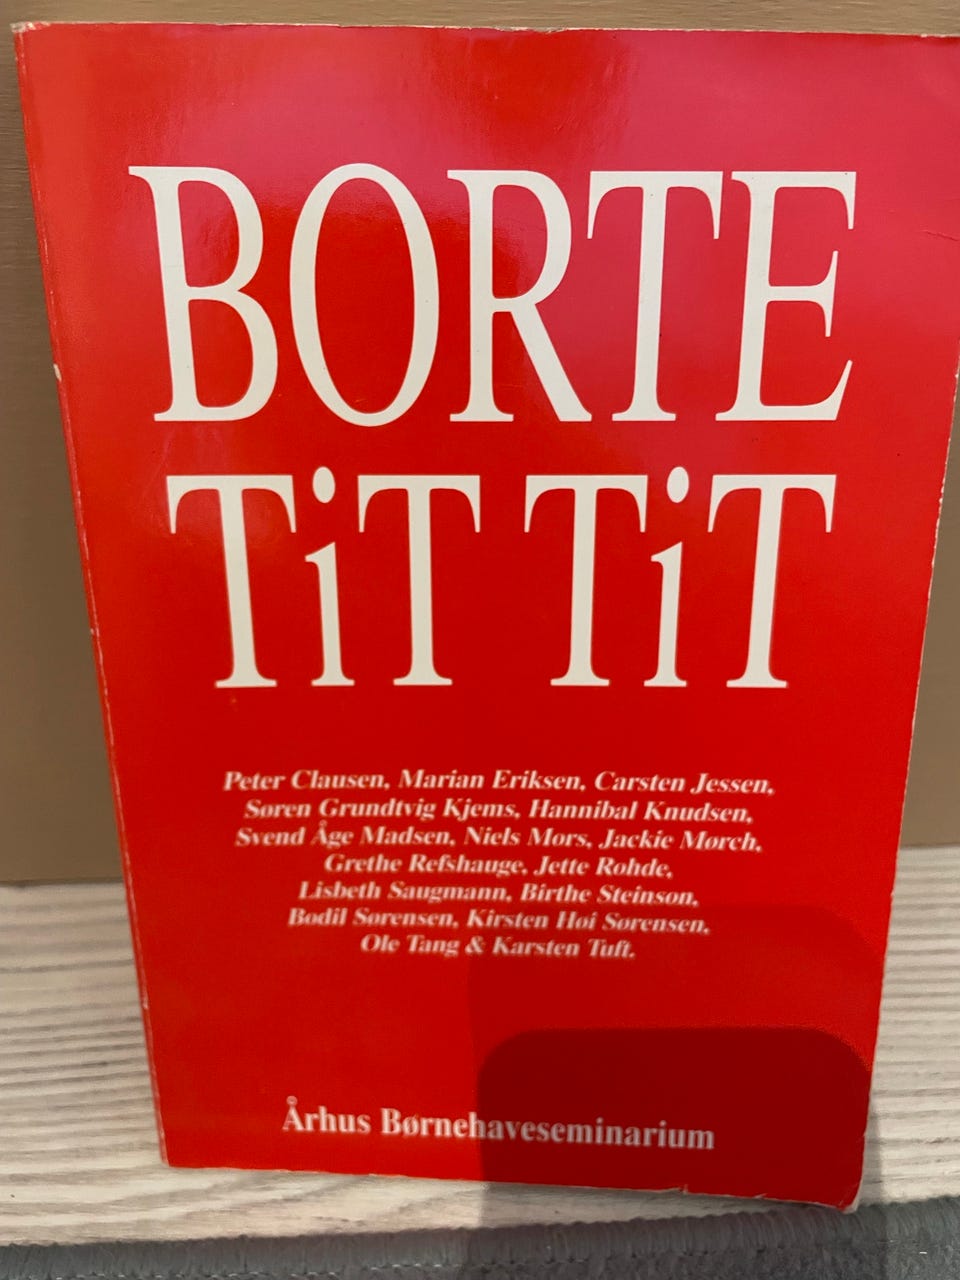 BORTE
TiT TiT
Peter Clausen, Marian Eriksen, Carsten Jessen,
Søren Grundtvig Kjems, Hannibal Knudsen,
Svend Åge Madsen, Niels Mors, Jackie Mørch,
Grethe Refshauge, Jette Rohde,
Lisbeth Saugmann, Birthe Steinson,
Bodil Sørensen, Kirsten Høi Sørensen,
Ole Tang & Karsten Tuft.
Århus Børnehaveseminarium